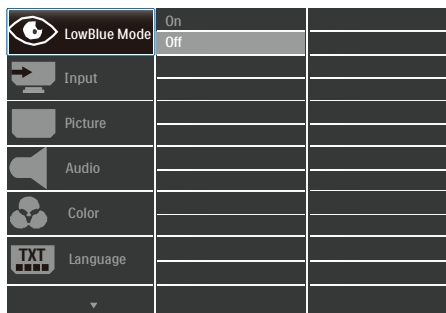 LowBlue Mode
On
Off
Input
Picture
Audio
Color
TXT
Language